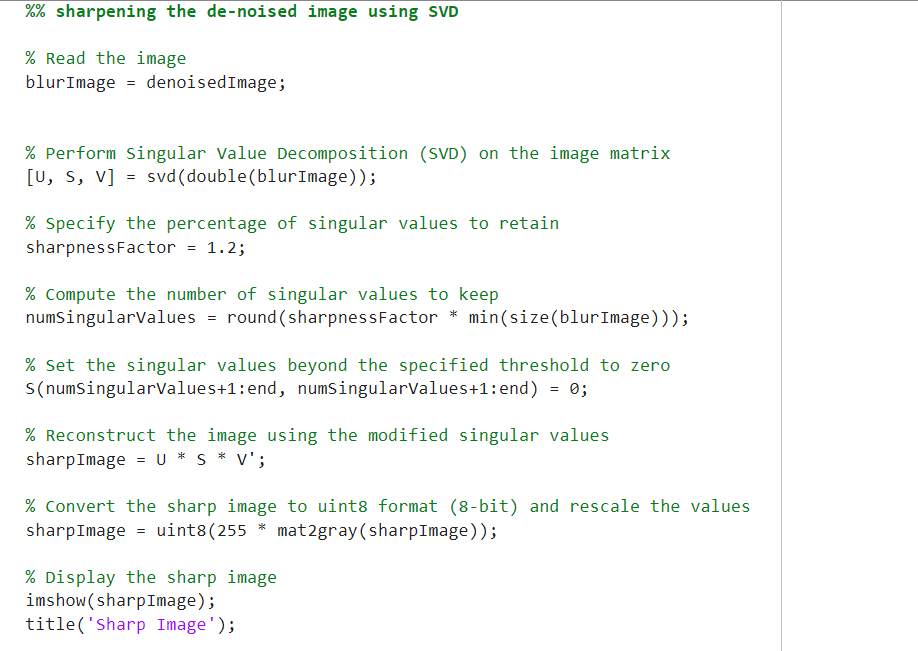 %% sharpening the de-noised image using SVD
% Read the image
blurImage = denoisedImage;
% Perform Singular Value Decomposition (SVD) on the image matrix
[U, S, V] = svd(double(blurImage));
% Specify the percentage of singular values to retain
sharpnessFactor = 1.2;
% Compute the number of singular values to keep
numSingularValues = round(sharpnessFactor * min(size(blurImage)));
% Set the singular values beyond the specified threshold to zero
S(numSingularValues+1:end, numSingularValues+1:end) = 0;
% Reconstruct the image using the modified singular values
sharpImage = U * S * V';
% Convert the sharp image to uint8 format (8-bit) and rescale the values
sharpImage = uint8(255 * mat2gray(sharpImage));
% Display the sharp image
imshow(sharpImage);
title('Sharp Image');